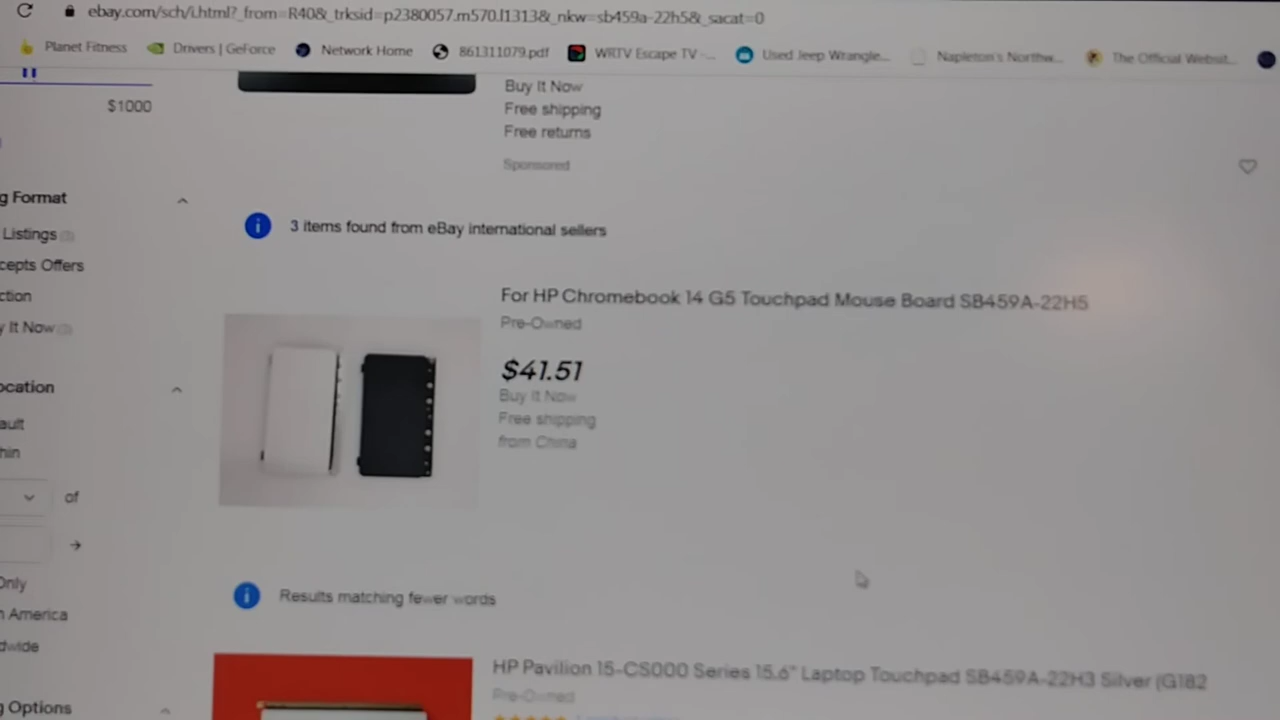 ebay.com/sch/i.html?_from=R40&_trksid=p2380057.m570.l1313&_nkw=sb459a-22h5&_sacat=0
Planet Fitness
Drivers | GeForce
Network Home
861311079.pdf
WRTV Escape TV -...
Used Jeep Wrangle...
Napleton's Northw...
The Official Websit...
$1000
Buy It Now
Free shipping
Free returns
Sponsored
g Format
Listings
cepts Offers
ction
y It Now
ocation
ault
hin
of
Only
n America
dwide
g Options
3 items found from eBay international sellers
For HP Chromebook 14 G5 Touchpad Mouse Board SB459A-22H5
Pre-Owned
$41.51
Buy It Now
Free shipping
from China
Results matching fewer words
HP Pavilion 15-CS000 Series 15.6" Laptop Touchpad SB459A-22H3 Silver (G182
Pre-Owned